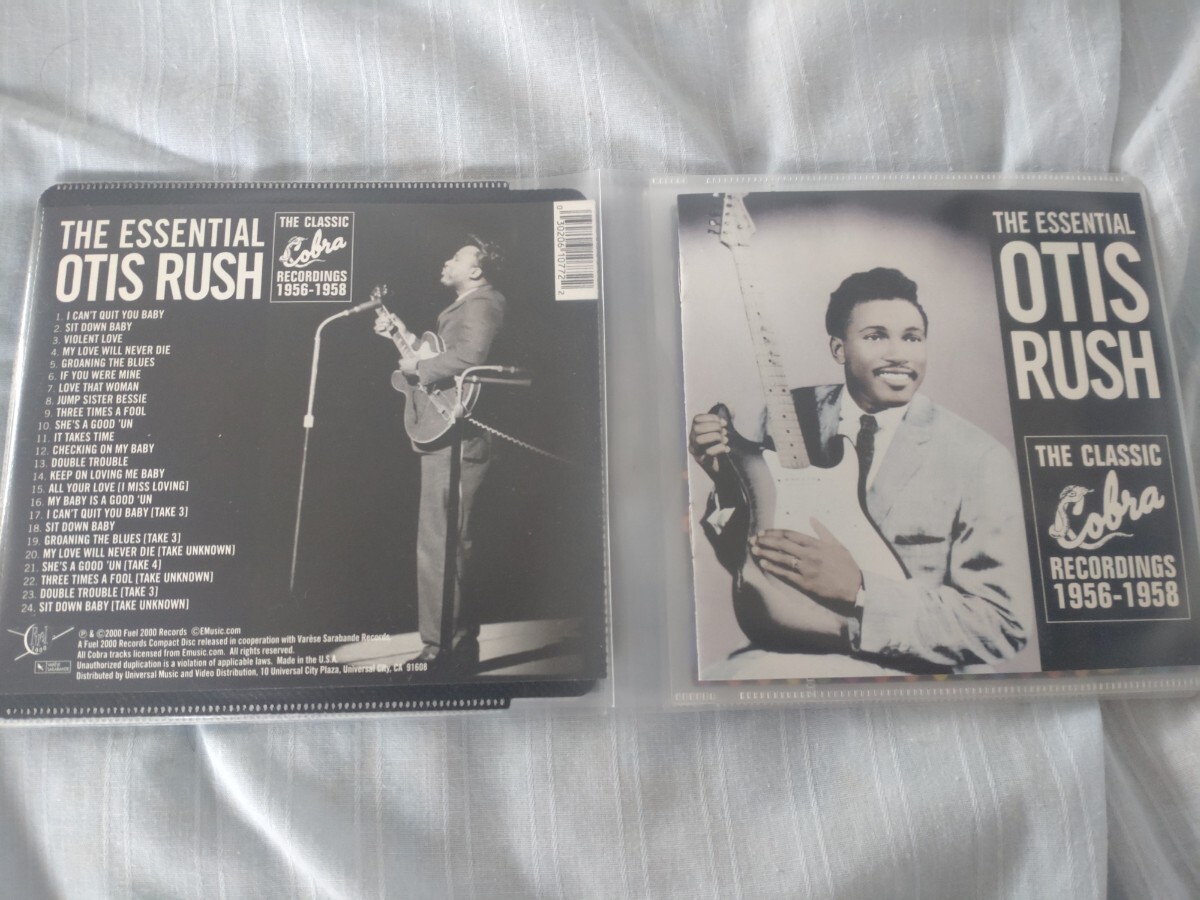 THE ESSENTIAL
OTIS RUSH
THE CLASSIC
Cobra
RECORDINGS
1956-1958
0 30206 10772 2
1. I CAN'T QUIT YOU BABY
2. SIT DOWN BABY
3. VIOLENT LOVE
4. MY LOVE WILL NEVER DIE
5. GROANING THE BLUES
6. IF YOU WERE MINE
7. LOVE THAT WOMAN
8. JUMP SISTER BESSIE
9. THREE TIMES A FOOL
10. SHE'S A GOOD 'UN
11. IT TAKES TIME
12. CHECKING ON MY BABY
13. DOUBLE TROUBLE
14. KEEP ON LOVING ME BABY
15. ALL YOUR LOVE [I MISS LOVING]
16. MY BABY IS A GOOD 'UN
17. I CAN'T QUIT YOU BABY [TAKE 3]
18. SIT DOWN BABY
19. GROANING THE BLUES [TAKE 3]
20. MY LOVE WILL NEVER DIE [TAKE UNKNOWN]
21. SHE'S A GOOD 'UN [TAKE 4]
22. THREE TIMES A FOOL [TAKE UNKNOWN]
23. DOUBLE TROUBLE [TAKE 3]
24. SIT DOWN BABY [TAKE UNKNOWN]
℗ & ©2000 Fuel 2000 Records ©EMusic.com
A Fuel 2000 Records Compact Disc released in cooperation with Varèse Sarabande Records.
All Cobra tracks licensed from Emusic.com. All rights reserved.
Unauthorized duplication is a violation of applicable laws. Made in the U.S.A.
Distributed by Universal Music and Video Distribution, 10 Universal City Plaza, Universal City, CA 91608
THE ESSENTIAL
OTIS
RUSH
THE CLASSIC
Cobra
RECORDINGS
1956-1958